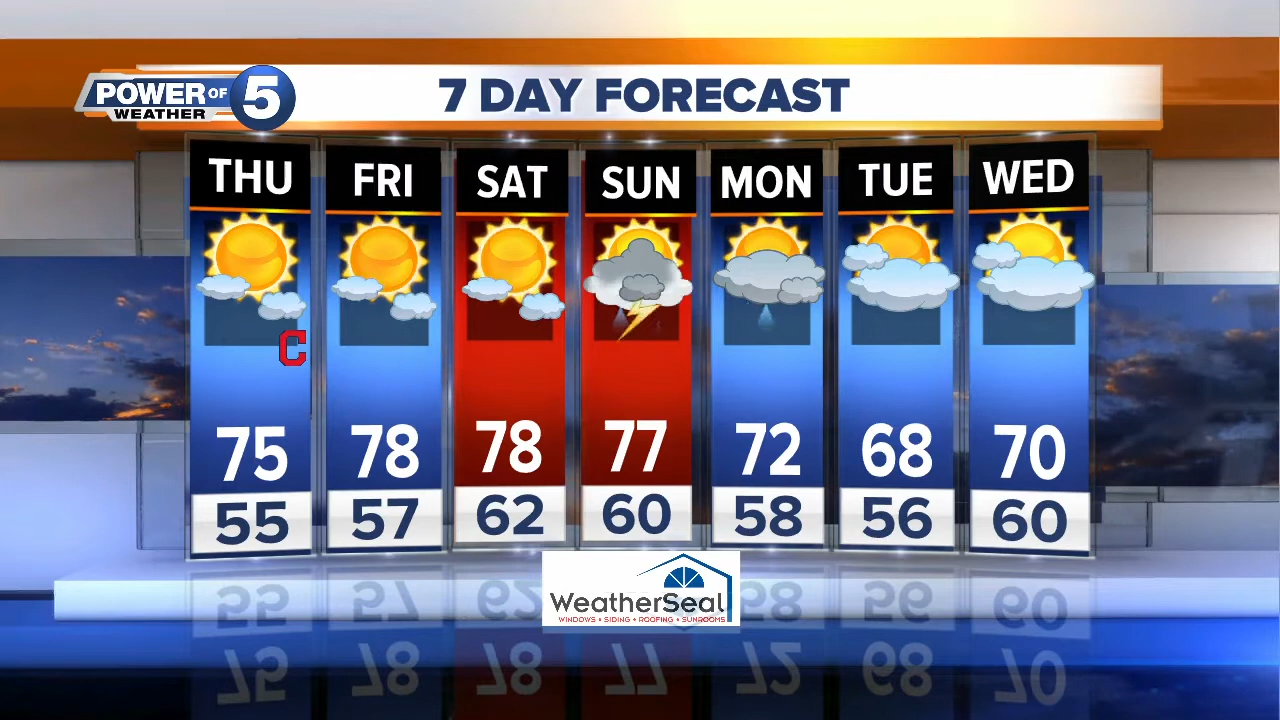 POWER OF 5
WEATHER
7 DAY FORECAST
THU FRI SAT SUN MON TUE WED
C
75 78 78 77 72 68 70
55 57 62 60 58 56 60
WeatherSeal
WINDOWS • SIDING • ROOFING • SUNROOMS